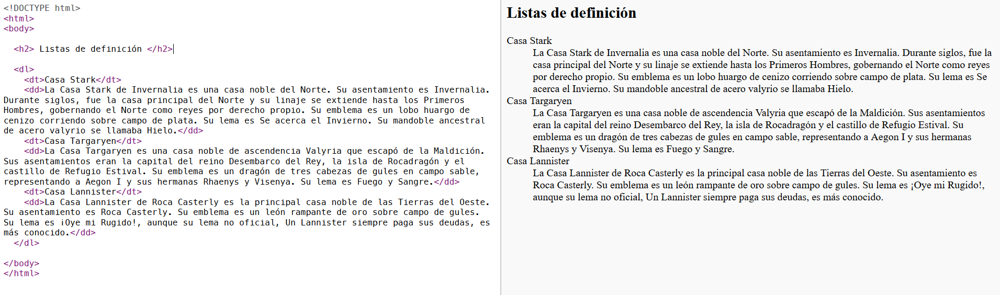 <!DOCTYPE html>
<html>
<body>
<h2> Listas de definición </h2>
<dl>
<dt>Casa Stark</dt>
<dd>La Casa Stark de Invernalia es una casa noble del Norte. Su asentamiento es Invernalia.
Durante siglos, fue la casa principal del Norte y su linaje se extiende hasta los Primeros
Hombres, gobernando el Norte como reyes por derecho propio. Su emblema es un lobo huargo de
cenizo corriendo sobre campo de plata. Su lema es Se acerca el Invierno. Su mandoble ancestral
de acero valyrio se llamaba Hielo.</dd>
<dt>Casa Targaryen</dt>
<dd>La Casa Targaryen es una casa noble de ascendencia Valyria que escapó de la Maldición.
Sus asentamientos eran la capital del reino Desembarco del Rey, la isla de Rocadragón y el
castillo de Refugio Estival. Su emblema es un dragón de tres cabezas de gules en campo sable,
representando a Aegon I y sus hermanas Rhaenys y Visenya. Su lema es Fuego y Sangre.</dd>
<dt>Casa Lannister</dt>
<dd>La Casa Lannister de Roca Casterly es la principal casa noble de las Tierras del Oeste.
Su asentamiento es Roca Casterly. Su emblema es un león rampante de oro sobre campo de gules.
Su lema es ¡Oye mi Rugido!, aunque su lema no oficial, Un Lannister siempre paga sus deudas, es
más conocido.</dd>
</dl>
</body>
</html>
Listas de definición
Casa Stark
La Casa Stark de Invernalia es una casa noble del Norte. Su asentamiento es Invernalia. Durante siglos, fue la
casa principal del Norte y su linaje se extiende hasta los Primeros Hombres, gobernando el Norte como reyes
por derecho propio. Su emblema es un lobo huargo de cenizo corriendo sobre campo de plata. Su lema es Se
acerca el Invierno. Su mandoble ancestral de acero valyrio se llamaba Hielo.
Casa Targaryen
La Casa Targaryen es una casa noble de ascendencia Valyria que escapó de la Maldición. Sus asentamientos
eran la capital del reino Desembarco del Rey, la isla de Rocadragón y el castillo de Refugio Estival. Su
emblema es un dragón de tres cabezas de gules en campo sable, representando a Aegon I y sus hermanas
Rhaenys y Visenya. Su lema es Fuego y Sangre.
Casa Lannister
La Casa Lannister de Roca Casterly es la principal casa noble de las Tierras del Oeste. Su asentamiento es
Roca Casterly. Su emblema es un león rampante de oro sobre campo de gules. Su lema es ¡Oye mi Rugido!,
aunque su lema no oficial, Un Lannister siempre paga sus deudas, es más conocido.